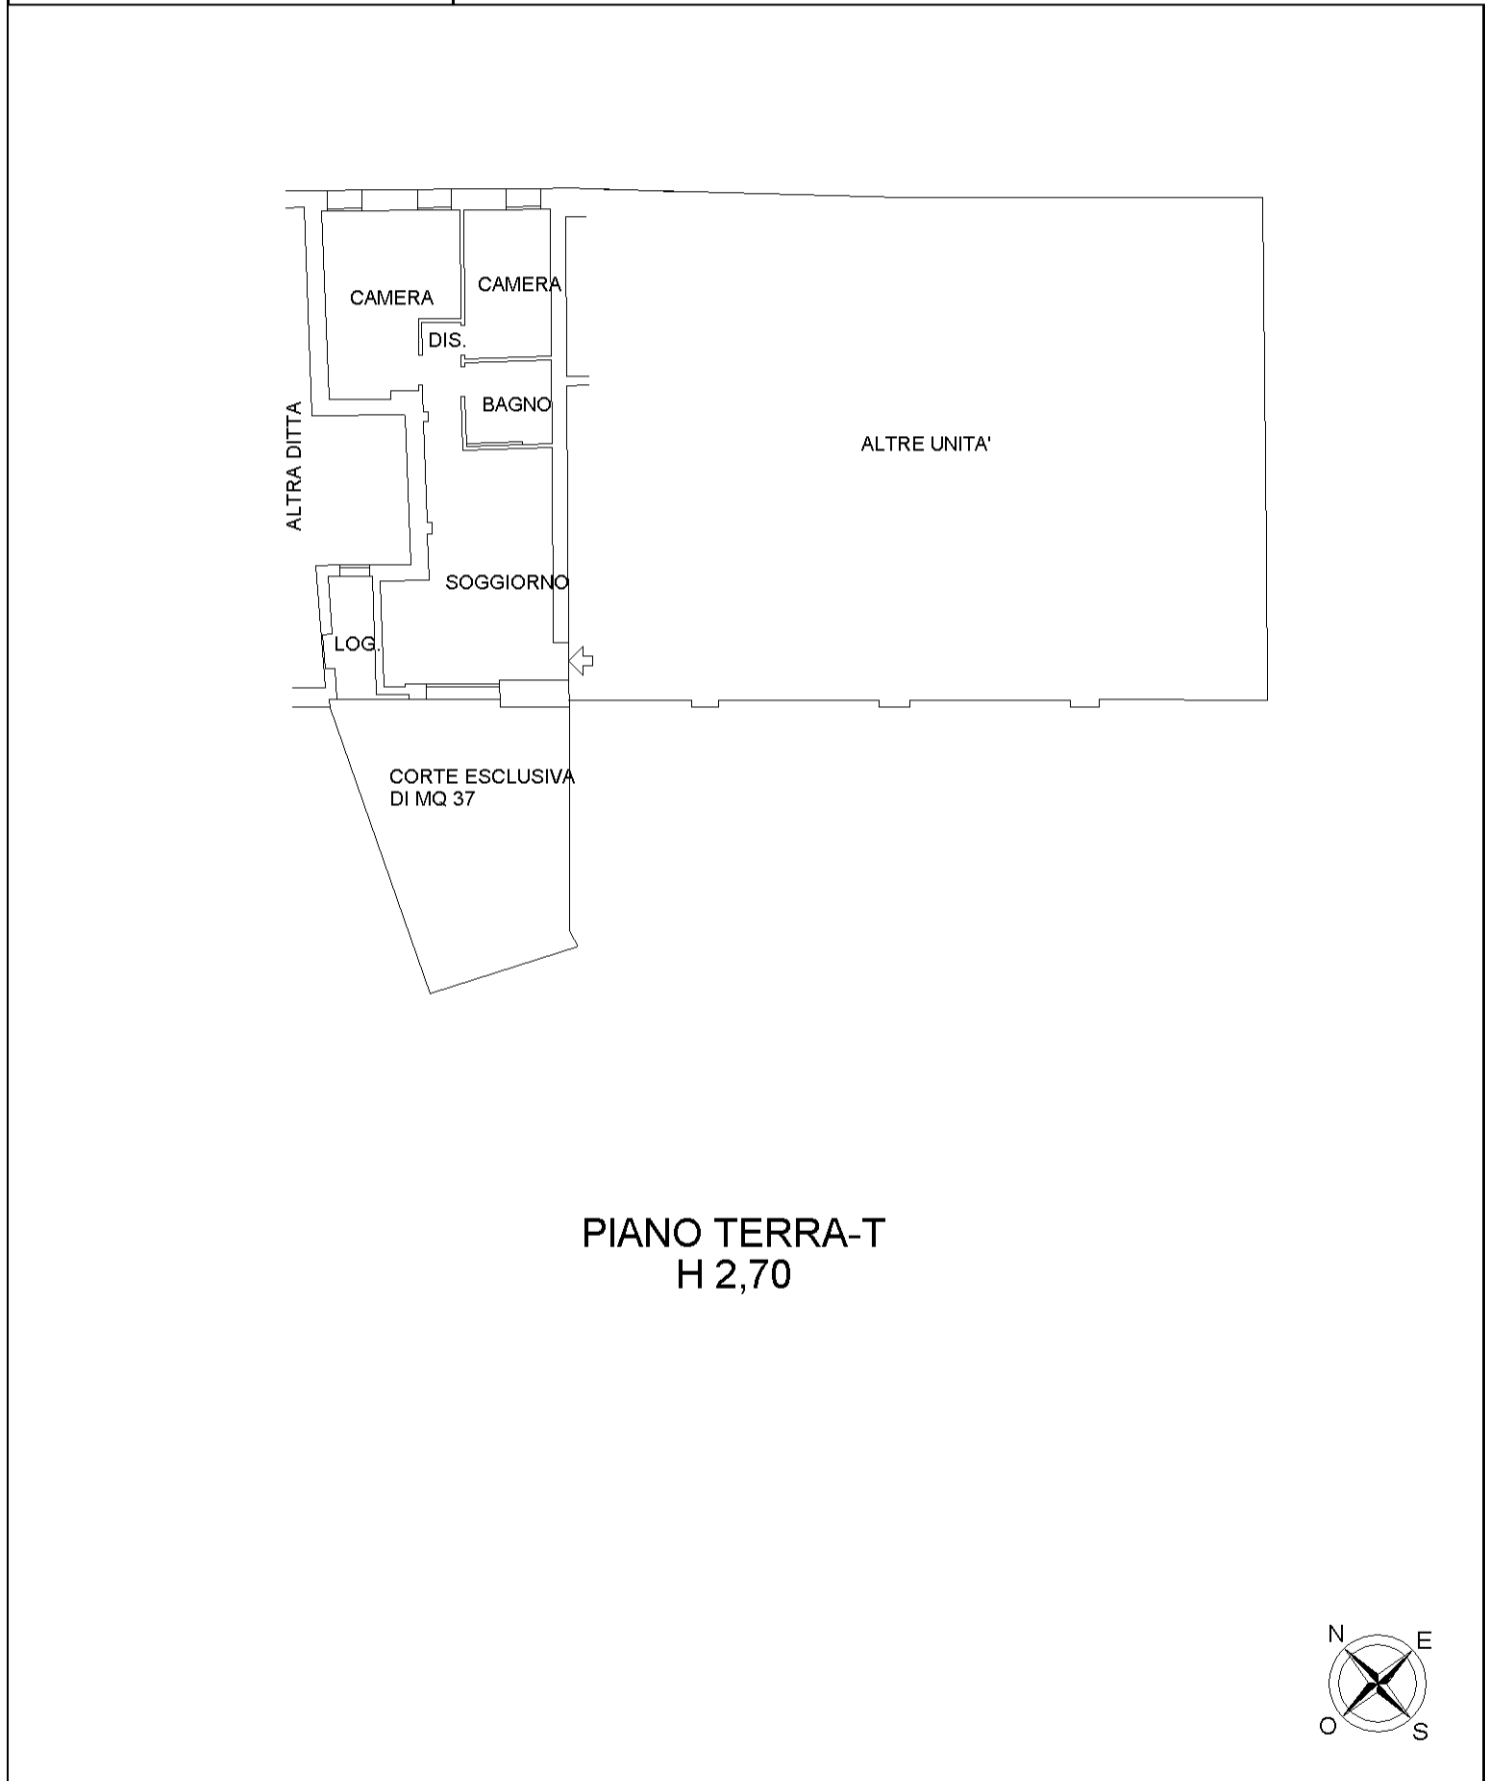 CAMERA
CAMERA
DIS.
BAGNO
ALTRA DITTA
ALTRE UNITA'
SOGGIORNO
LOG.
CORTE ESCLUSIVA
DI MQ 37
PIANO TERRA-T
H 2,70
N
E
O
S